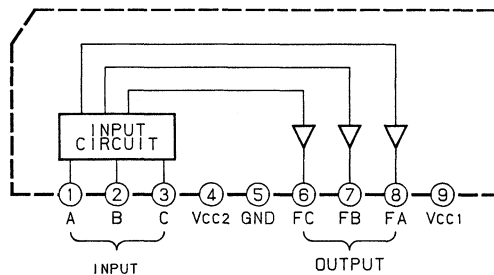 INPUT
CIRCUIT
1 2 3 4 5 6 7 8 9
A B C VCC2 GND FC FB FA VCC1
INPUT OUTPUT